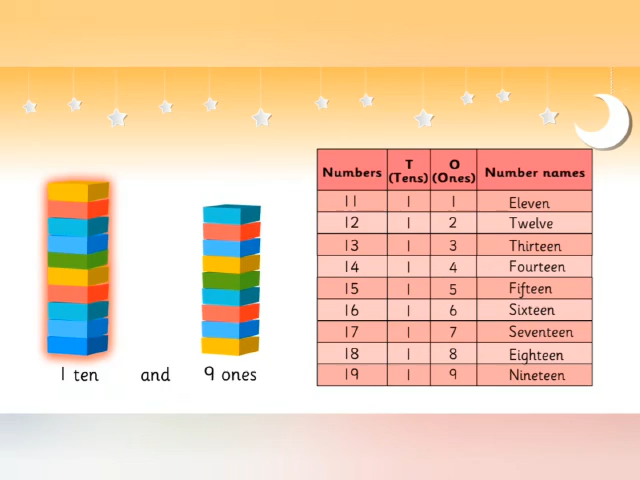 1 ten and 9 ones
Numbers T (Tens) O (Ones) Number names
11 1 1 Eleven
12 1 2 Twelve
13 1 3 Thirteen
14 1 4 Fourteen
15 1 5 Fifteen
16 1 6 Sixteen
17 1 7 Seventeen
18 1 8 Eighteen
19 1 9 Nineteen